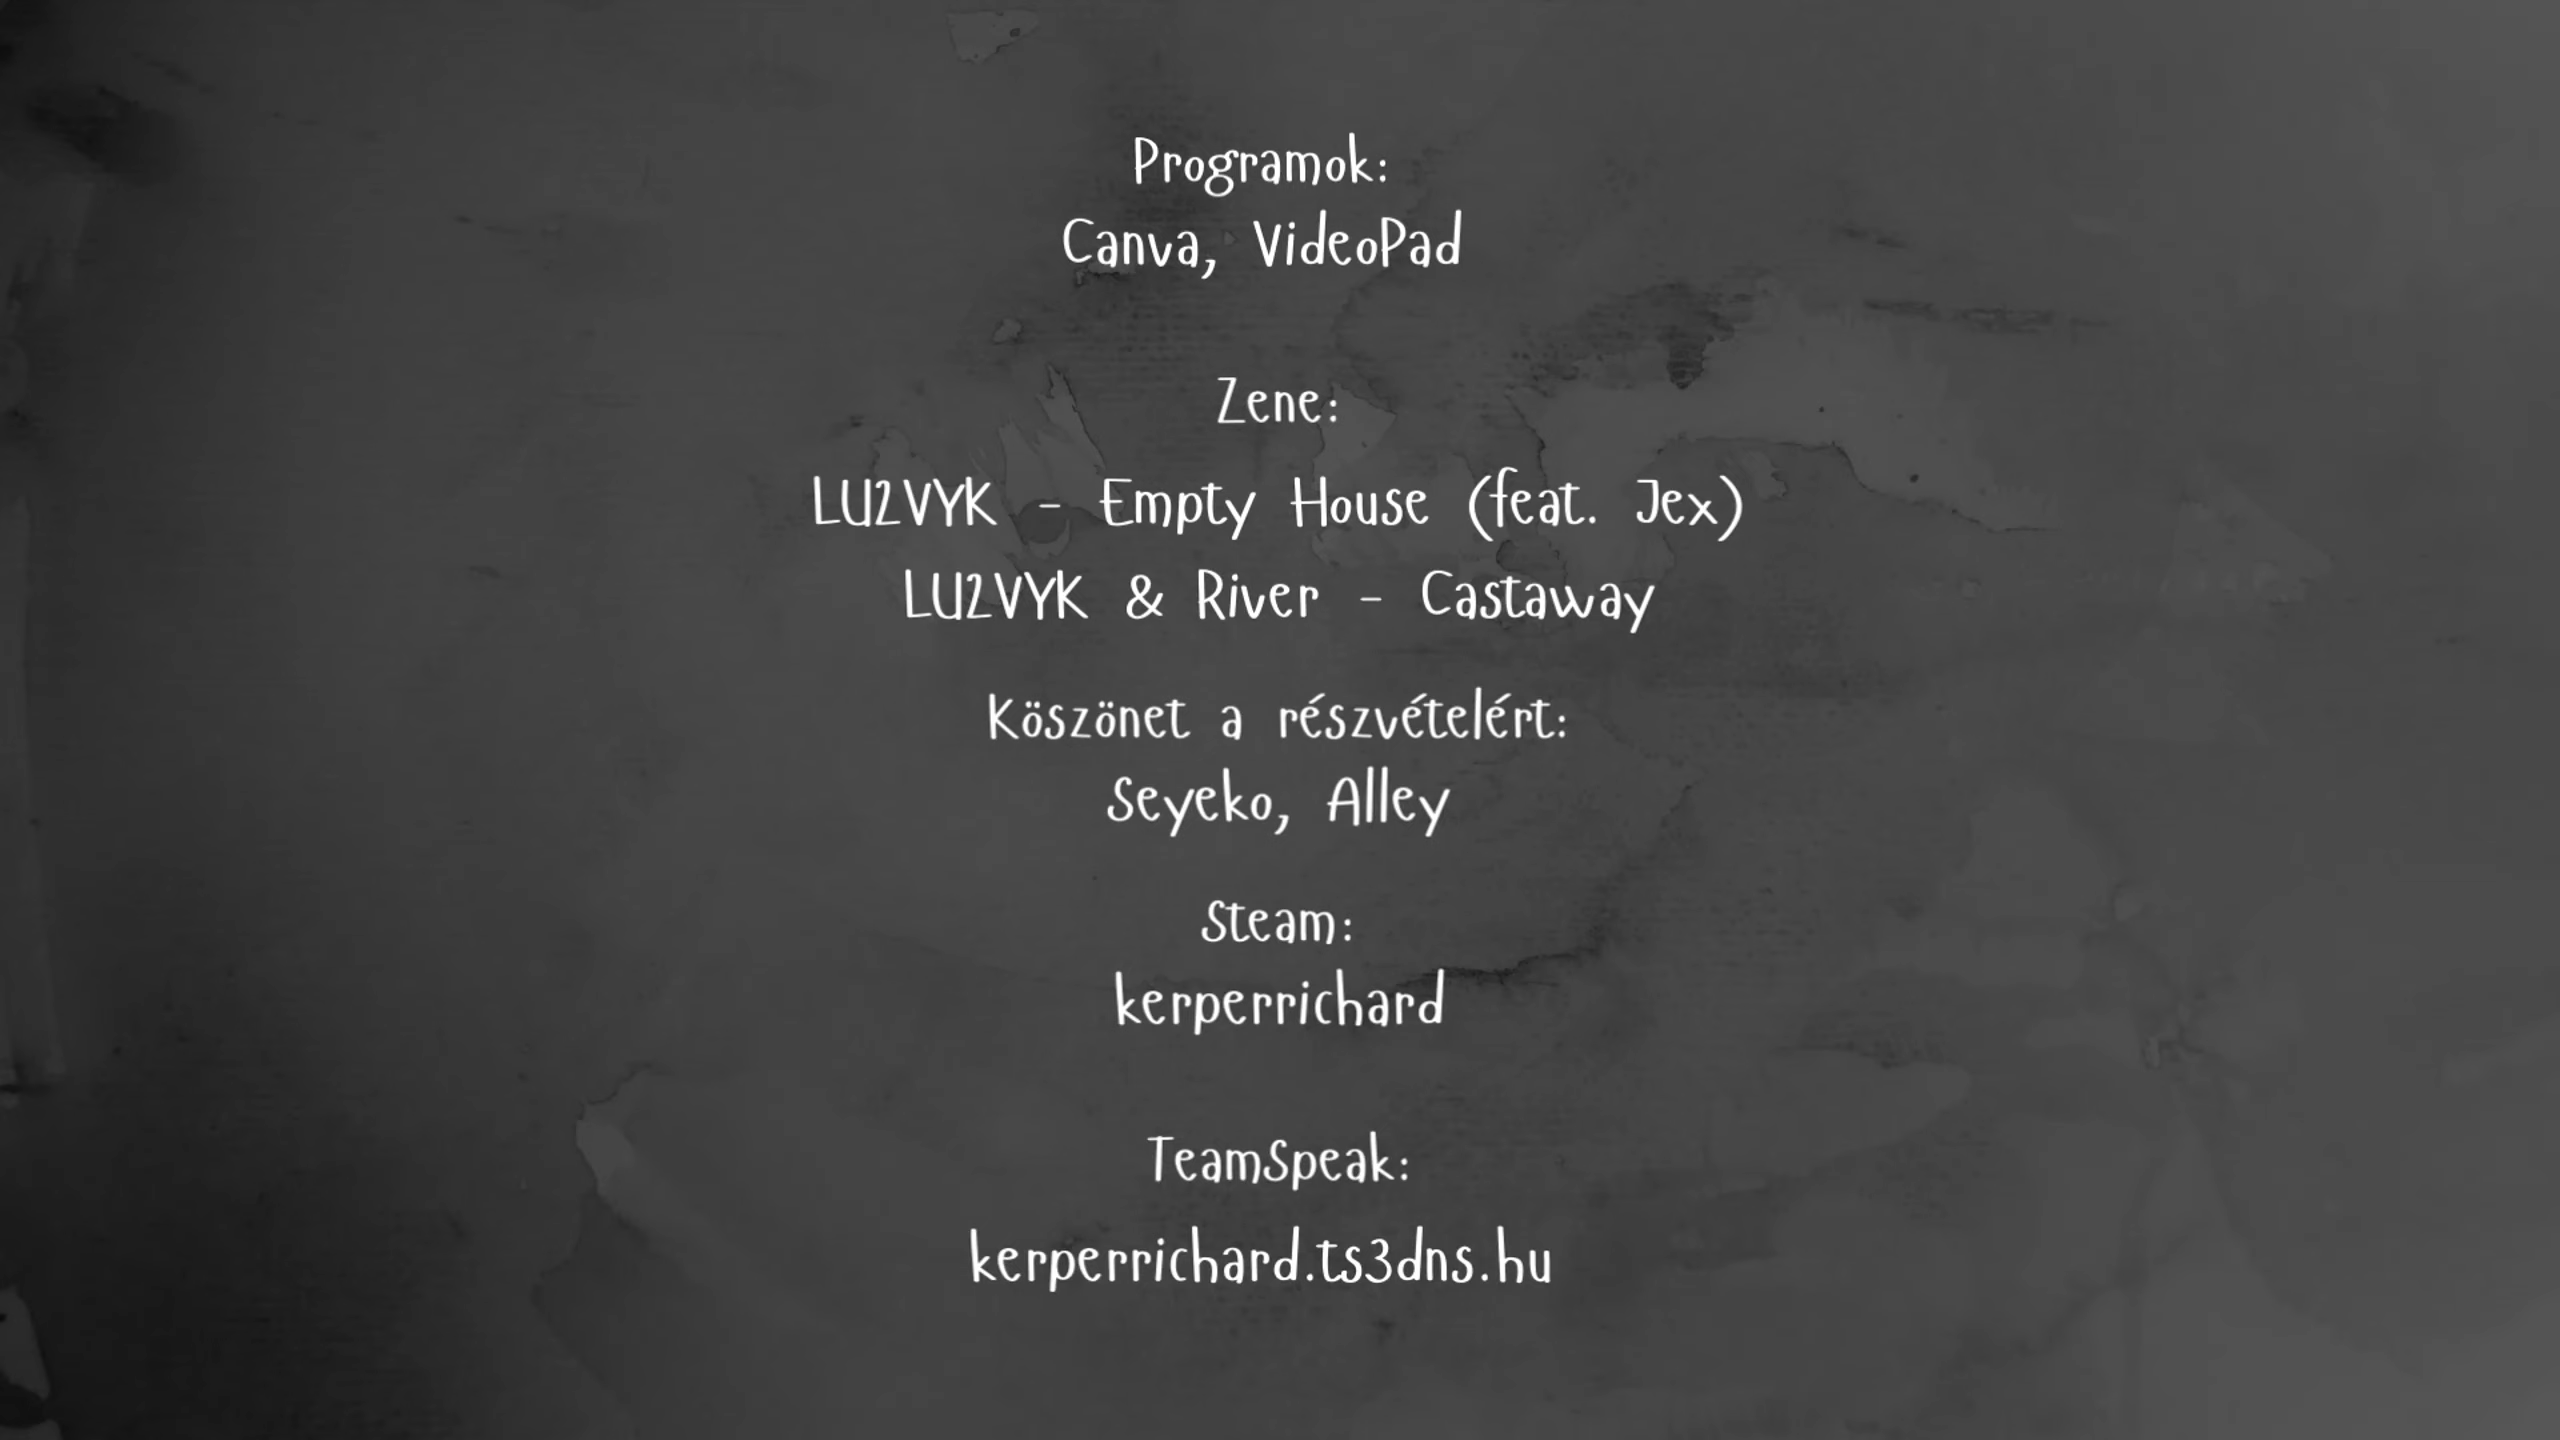 Programok:
Canva, VideoPad
Zene:
LU2VYK - Empty House (feat. Jex)
LU2VYK & River - Castaway
Köszönet a részvételért:
Seyeko, Alley
Steam:
kerperrichard
TeamSpeak:
kerperrichard.ts3dns.hu